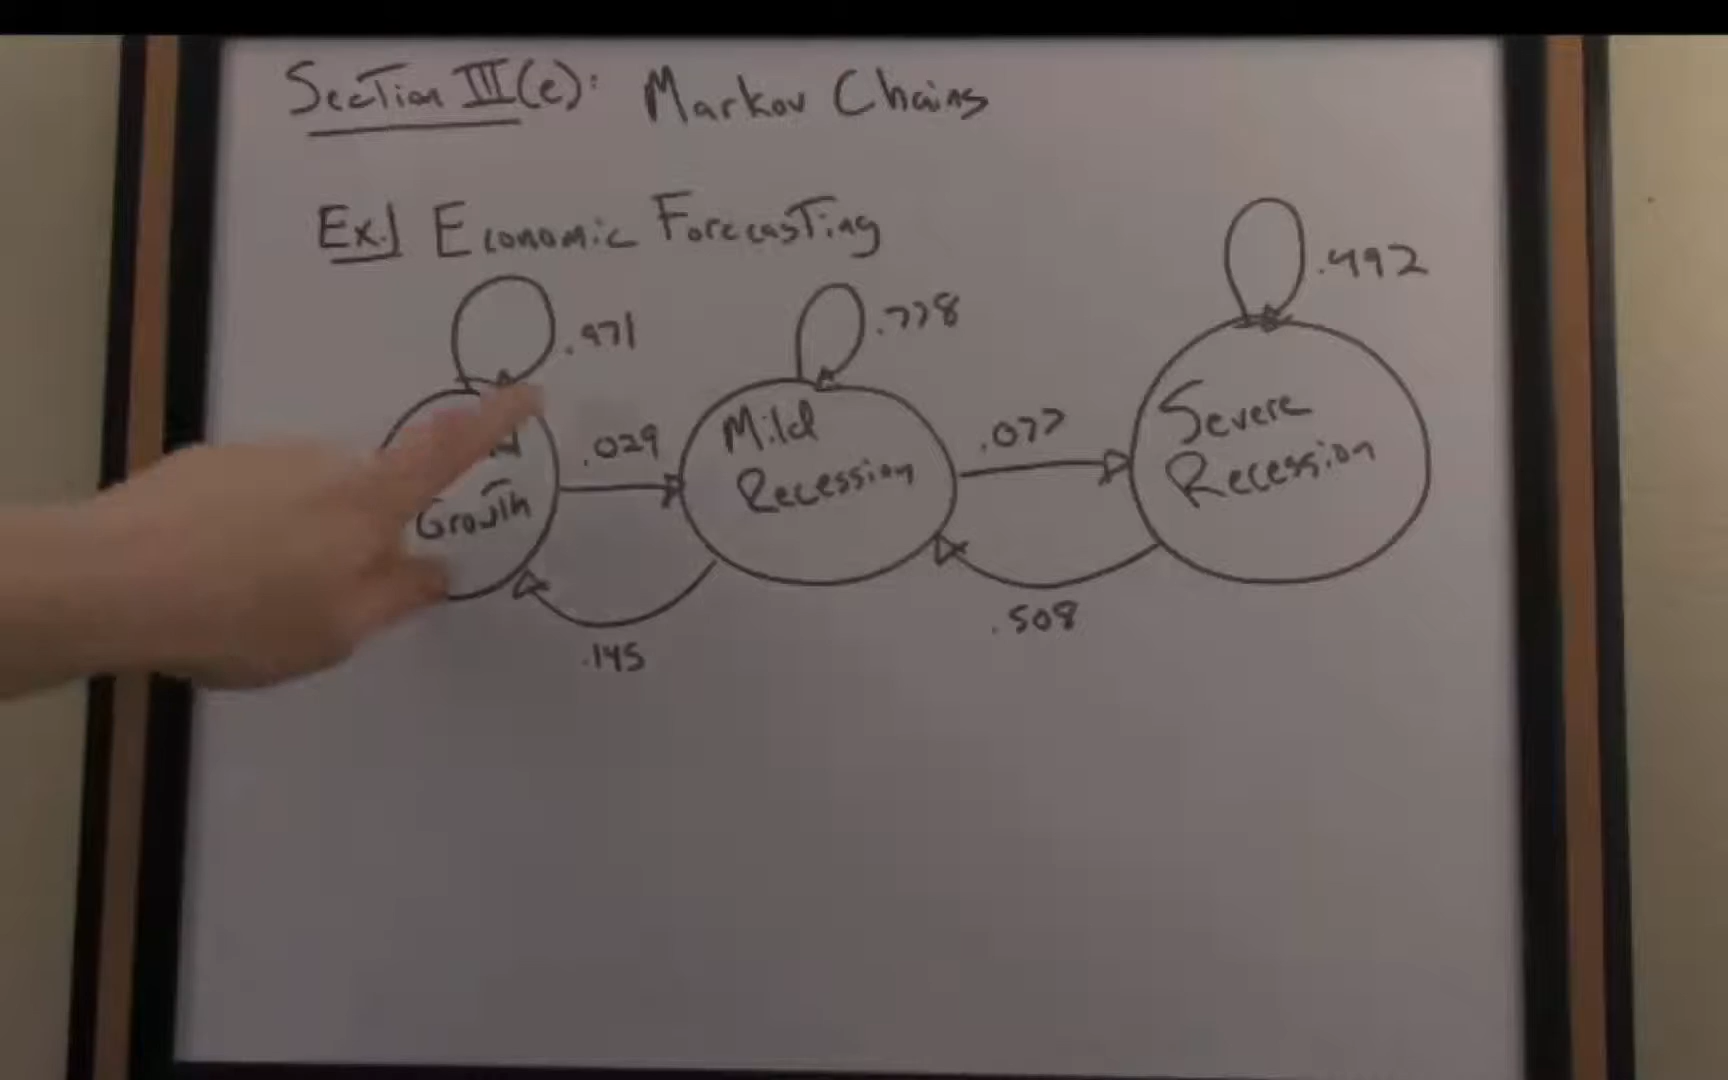 Section III(e): Markov Chains
Ex.] Economic Forecasting
.492
.971
.778
.029
Mild
Recession
.077
Severe
Recession
Growth
.145
.508